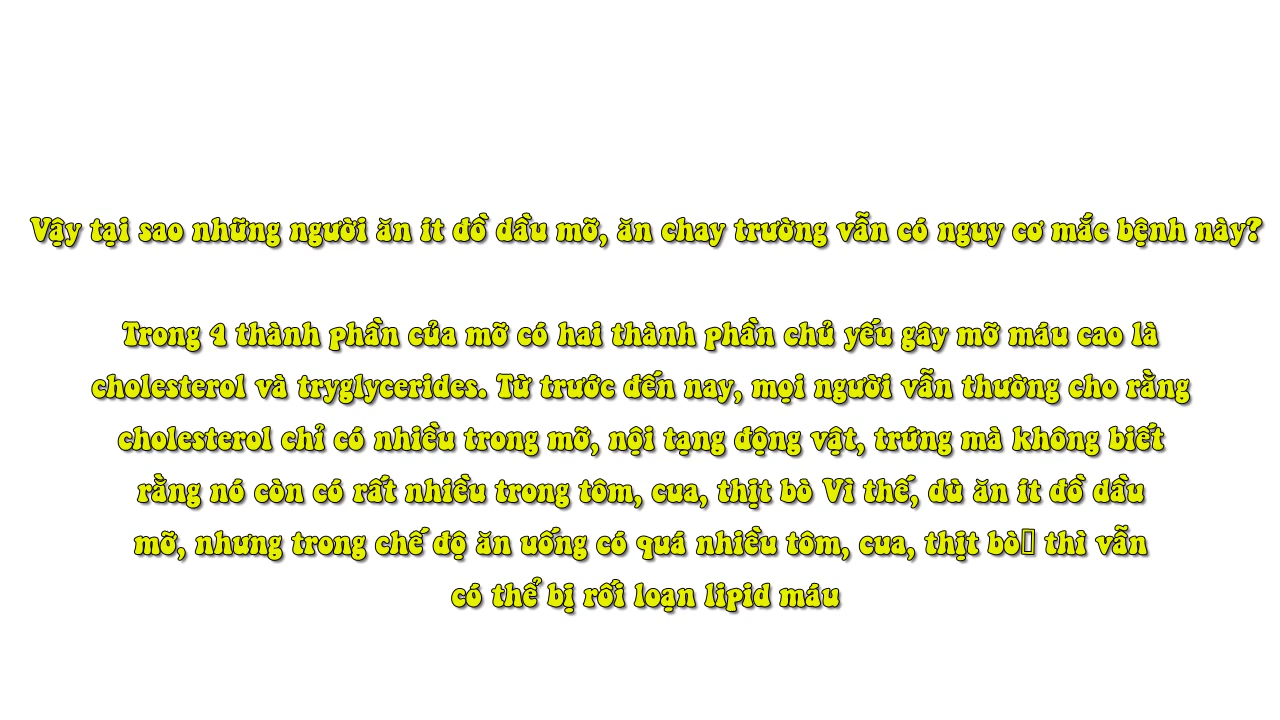 Vậy tại sao những người ăn ít đồ dầu mỡ, ăn chay trường vẫn có nguy cơ mắc bệnh này?
Trong 4 thành phần của mỡ có hai thành phần chủ yếu gây mỡ máu cao là
cholesterol và tryglycerides. Từ trước đến nay, mọi người vẫn thường cho rằng
cholesterol chỉ có nhiều trong mỡ, nội tạng động vật, trứng mà không biết
rằng nó còn có rất nhiều trong tôm, cua, thịt bò Vì thế, dù ăn ít đồ dầu
mỡ, nhưng trong chế độ ăn uống có quá nhiều tôm, cua, thịt bò thì vẫn
có thể bị rối loạn lipid máu